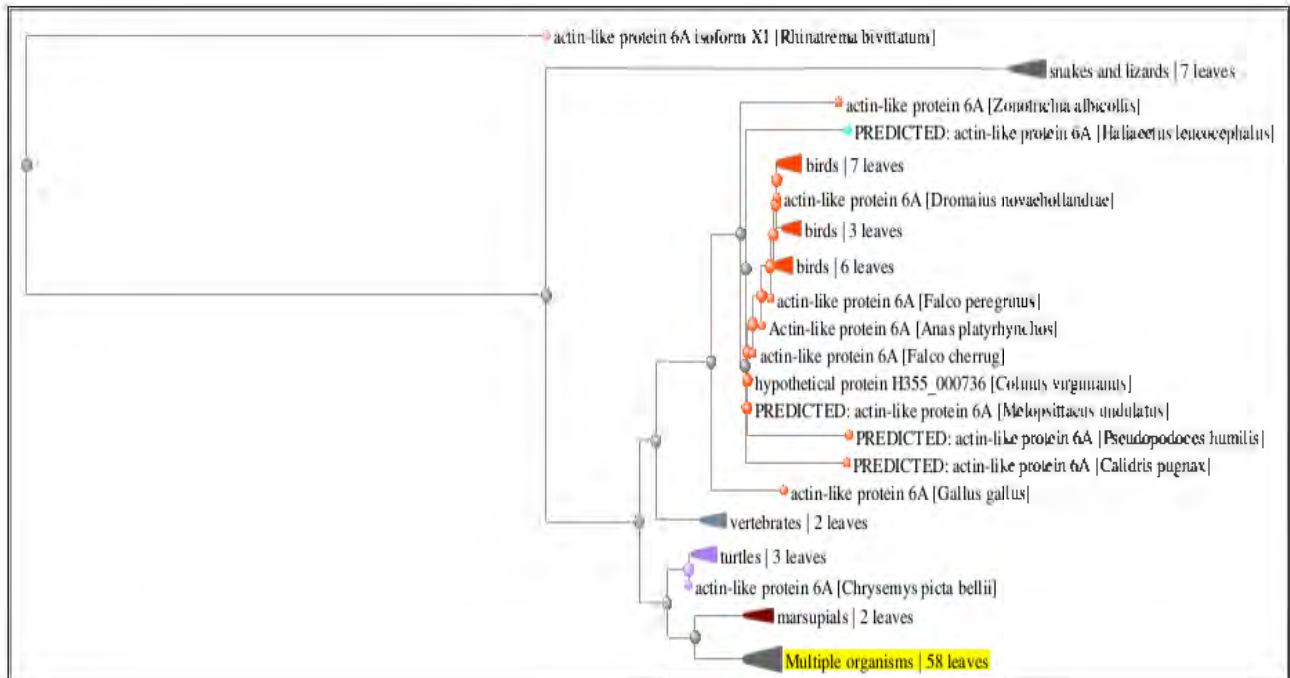 actin-like protein 6A isoform X1 [Rhinatrema bivittatum]
snakes and lizards | 7 leaves
actin-like protein 6A [Zonotrichia albicollis]
PREDICTED: actin-like protein 6A [Haliaeetus leucocephalus]
birds | 7 leaves
actin-like protein 6A [Dromaius novaehollandiae]
birds | 3 leaves
birds | 6 leaves
actin-like protein 6A [Falco peregrinus]
Actin-like protein 6A [Anas platyrhynchos]
actin-like protein 6A [Falco cherrug]
hypothetical protein H355_000736 [Colinus virginianus]
PREDICTED: actin-like protein 6A [Melopsittacus undulatus]
PREDICTED: actin-like protein 6A [Pseudopodoces humilis]
PREDICTED: actin-like protein 6A [Calidris pugnax]
actin-like protein 6A [Gallus gallus]
vertebrates | 2 leaves
turtles | 3 leaves
actin-like protein 6A [Chrysemys picta bellii]
marsupials | 2 leaves
Multiple organisms | 58 leaves